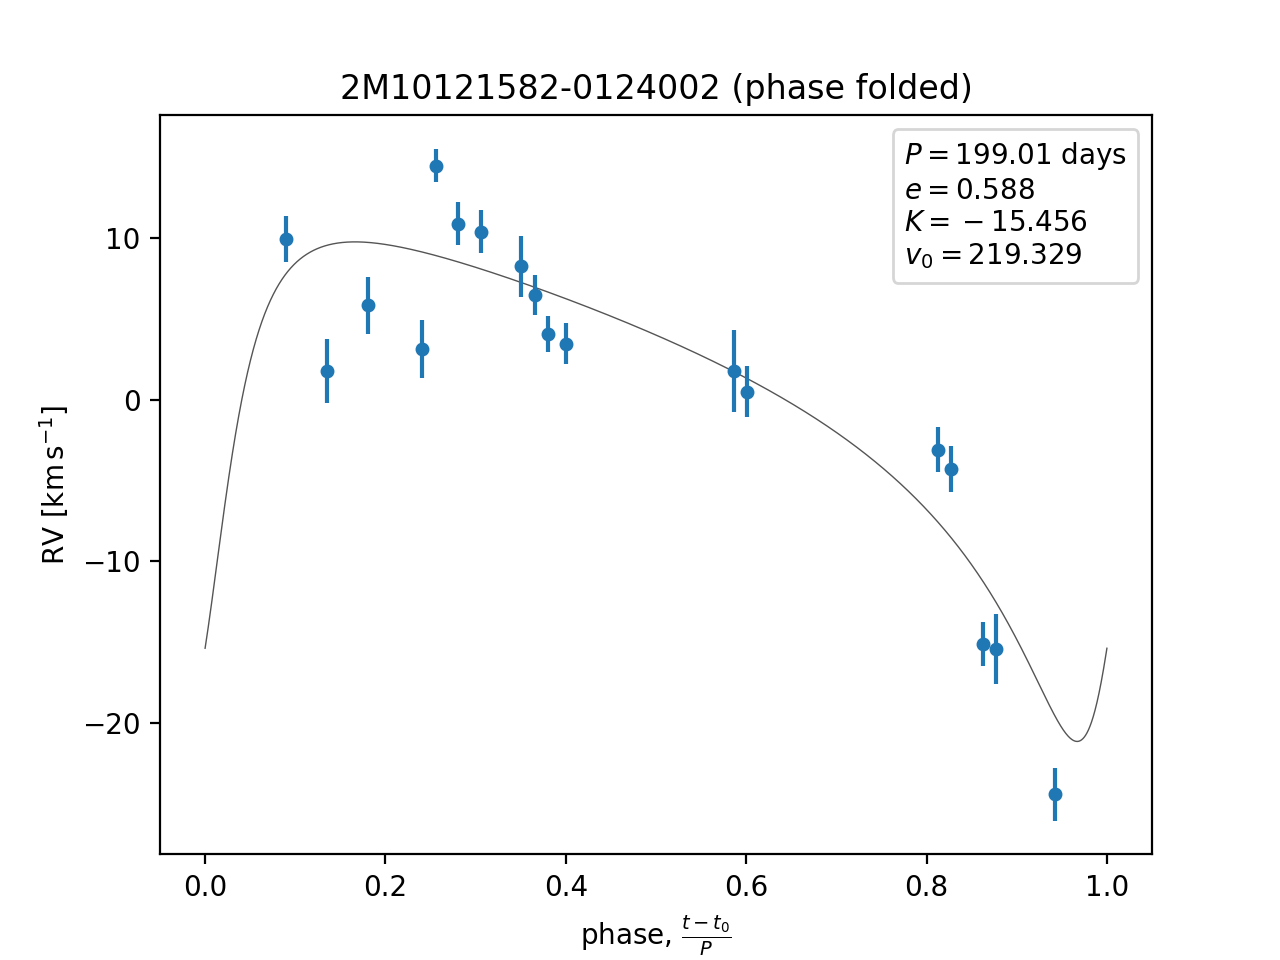 2M10121582-0124002 (phase folded)
P = 199.01 days
e = 0.588
K = −15.456
v₀ = 219.329
10
0
−10
−20
RV [km s⁻¹]
0.0 0.2 0.4 0.6 0.8 1.0
phase, (t − t₀)/P